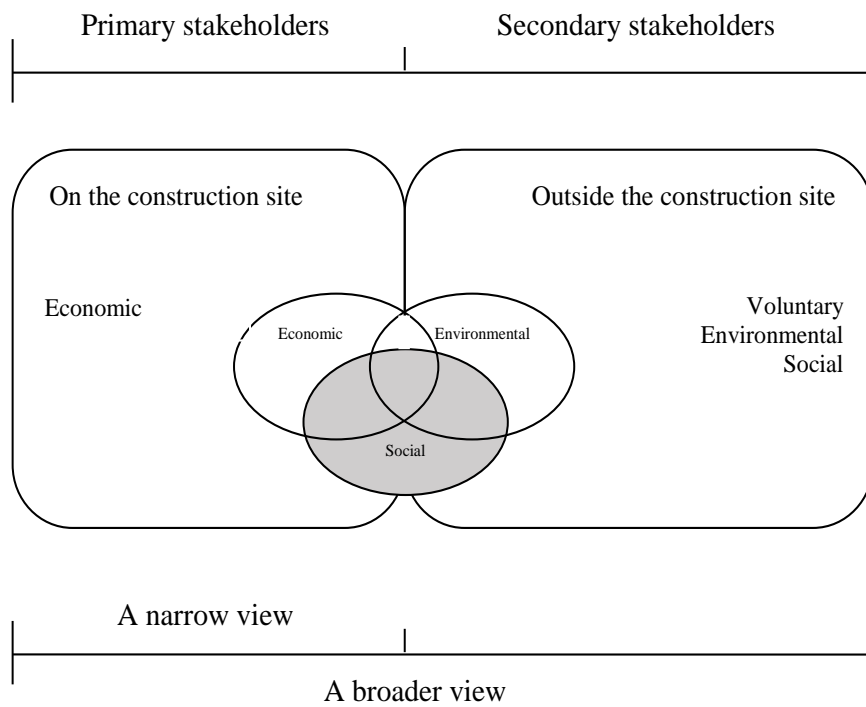 Primary stakeholders
Secondary stakeholders
On the construction site
Outside the construction site
Economic
Voluntary
Environmental
Social
Economic
Environmental
Social
A narrow view
A broader view